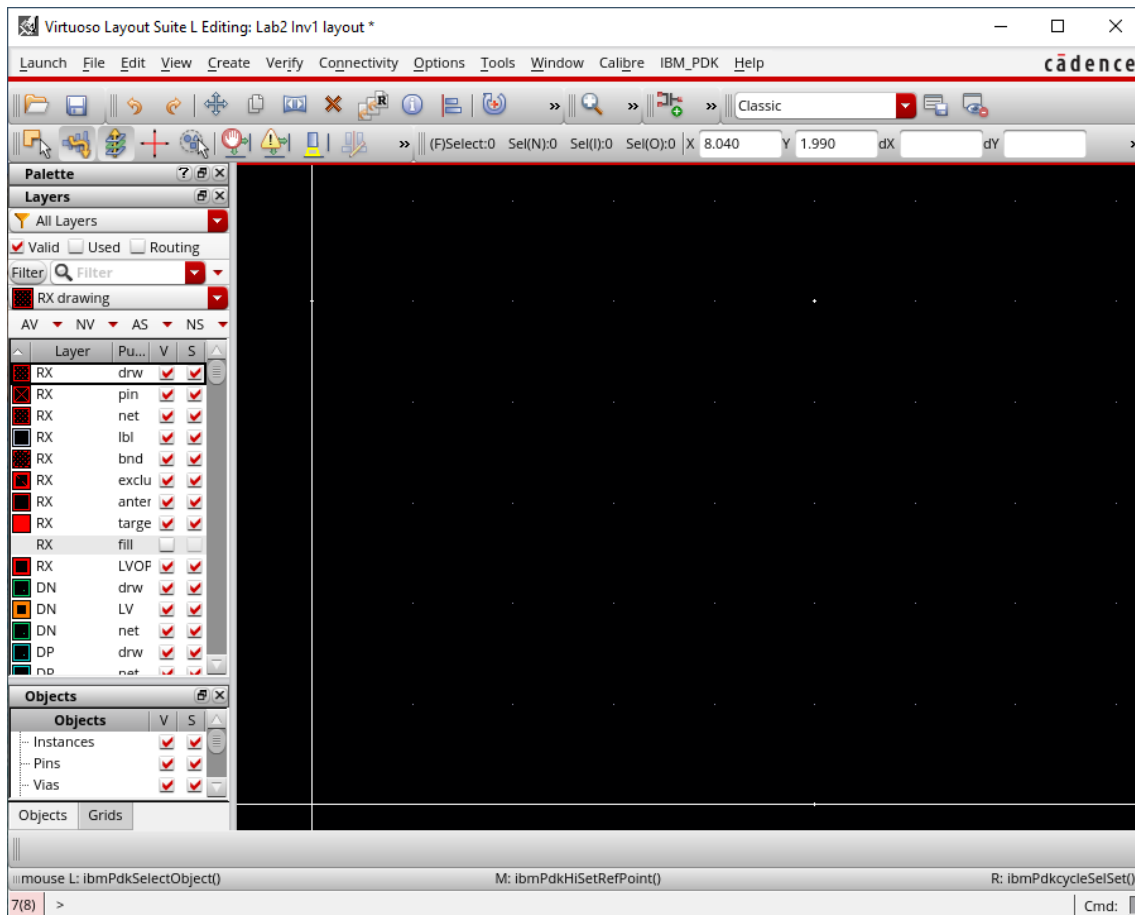 Virtuoso Layout Suite L Editing: Lab2 Inv1 layout *
Launch File Edit View Create Verify Connectivity Options Tools Window Calibre IBM_PDK Help cādence
R » » » Classic
» (F)Select:0 Sel(N):0 Sel(I):0 Sel(O):0 X 8.040 Y 1.990 dX dY »
Palette ?
Layers
All Layers
Valid Used Routing
Filter Filter
RX drawing
AV NV AS NS
Layer Pu... V S
RX drw
RX pin
RX net
RX lbl
RX bnd
RX exclu
RX anter
RX targe
RX fill
RX LVOP
DN drw
DN LV
DN net
DP drw
DP net
Objects
Objects V S
Instances
Pins
Vias
Objects Grids
mouse L: ibmPdkSelectObject() M: ibmPdkHiSetRefPoint() R: ibmPdkcycleSelSet()
7(8) > Cmd: